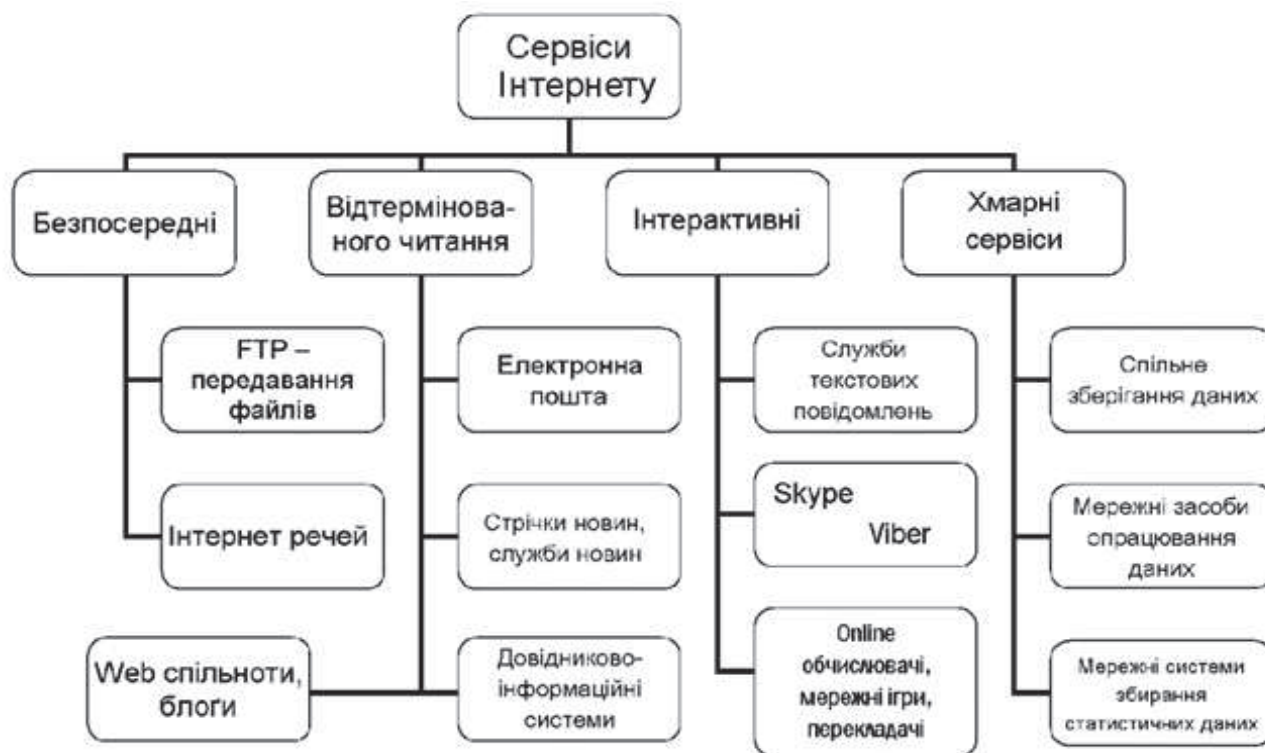 Сервіси
Інтернету
Безпосередні
Відтермінова-
ного читання
Інтерактивні
Хмарні
сервіси
FTP –
передавання
файлів
Електронна
пошта
Служби
текстових
повідомлень
Спільне
зберігання даних
Інтернет речей
Стрічки новин,
служби новин
Skype
Viber
Мережні засоби
опрацювання
даних
Web спільноти,
блоґи
Довідниково-
інформаційні
системи
Online
обчислювачі,
мережні ігри,
перекладачі
Мережні системи
збирання
статистичних даних